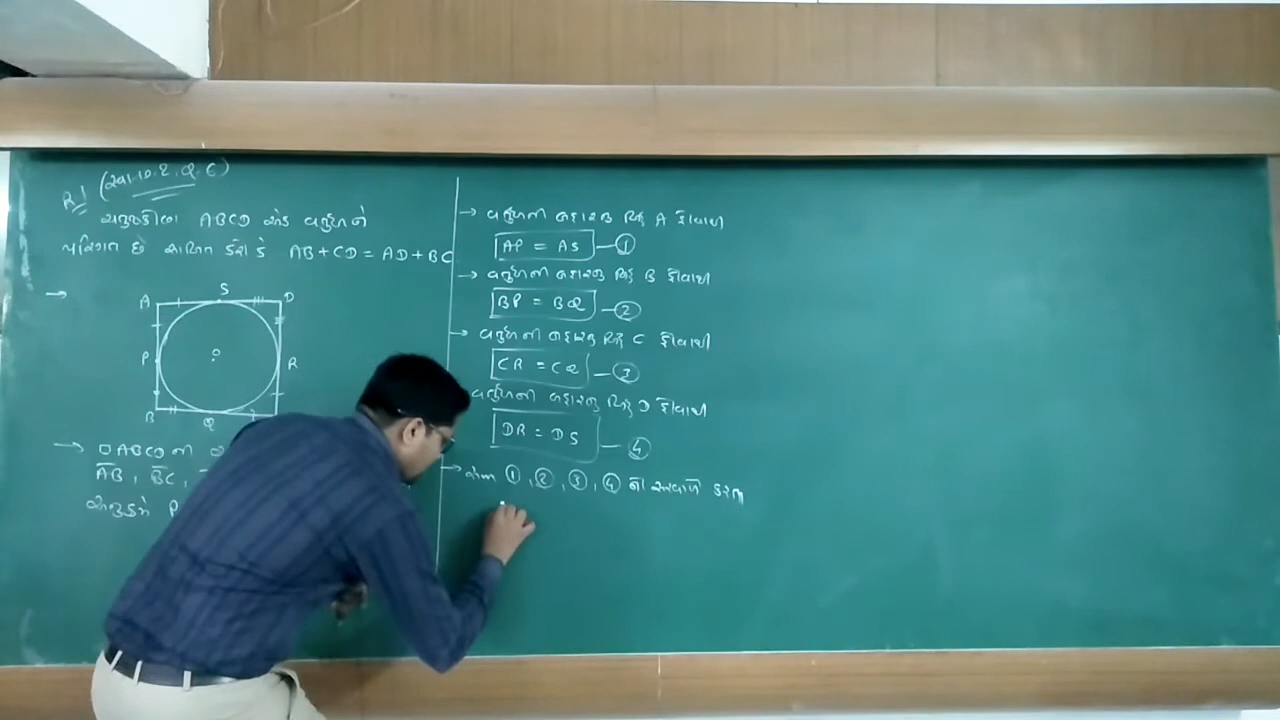 ચતુષ્કોણ ABCD એક વર્તુળને
પરિગત છે સાબિત કરો કે AB + CD = AD + BC
A S D
P O R
B Q
→ □ABCD ની
AB, BC,
P
→ વર્તુળની બહારનું બિંદુ A હોવાથી
AP = AS — ①
→ વર્તુળની બહારનું બિંદુ B હોવાથી
BP = BQ — ②
→ વર્તુળની બહારનું બિંદુ C હોવાથી
CR = CQ — ③
વર્તુળની બહારનું બિંદુ D હોવાથી
DR = DS — ④
→ ①, ②, ③, ④ નો સરવાળો કરતા